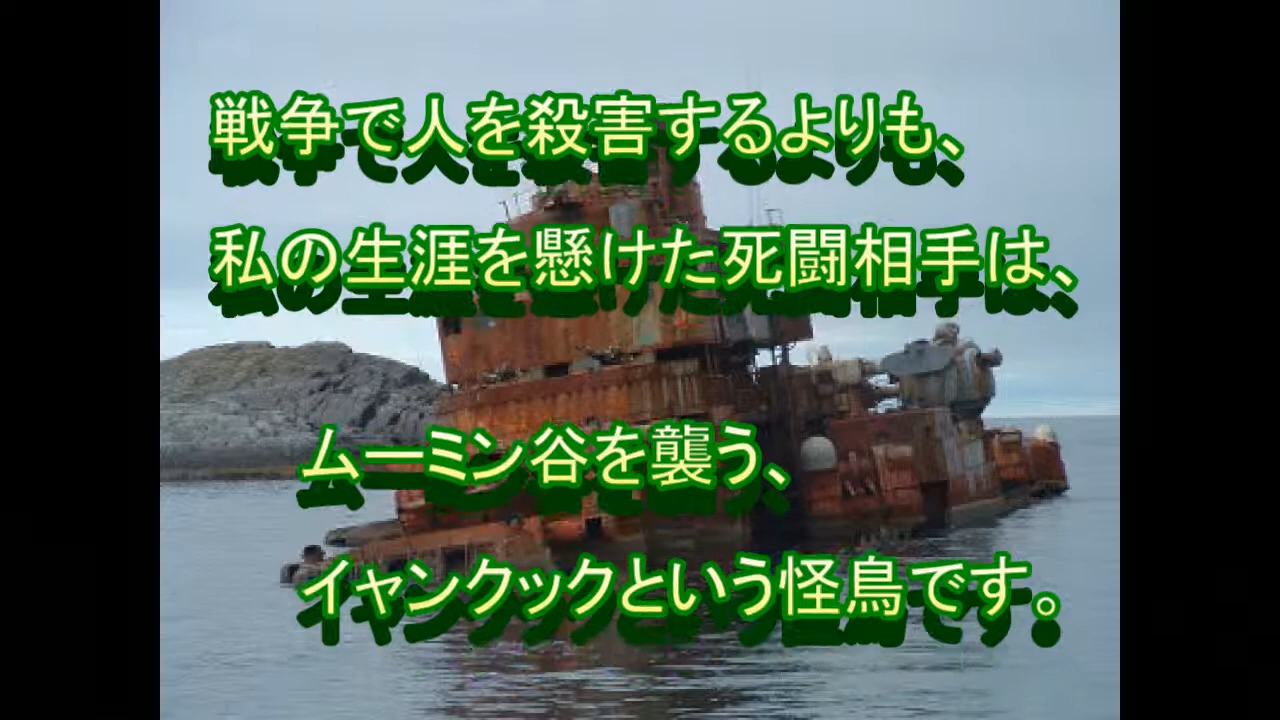 戦争で人を殺害するよりも、
私の生涯を懸けた死闘相手は、
ムーミン谷を襲う、
イャンクックという怪鳥です。